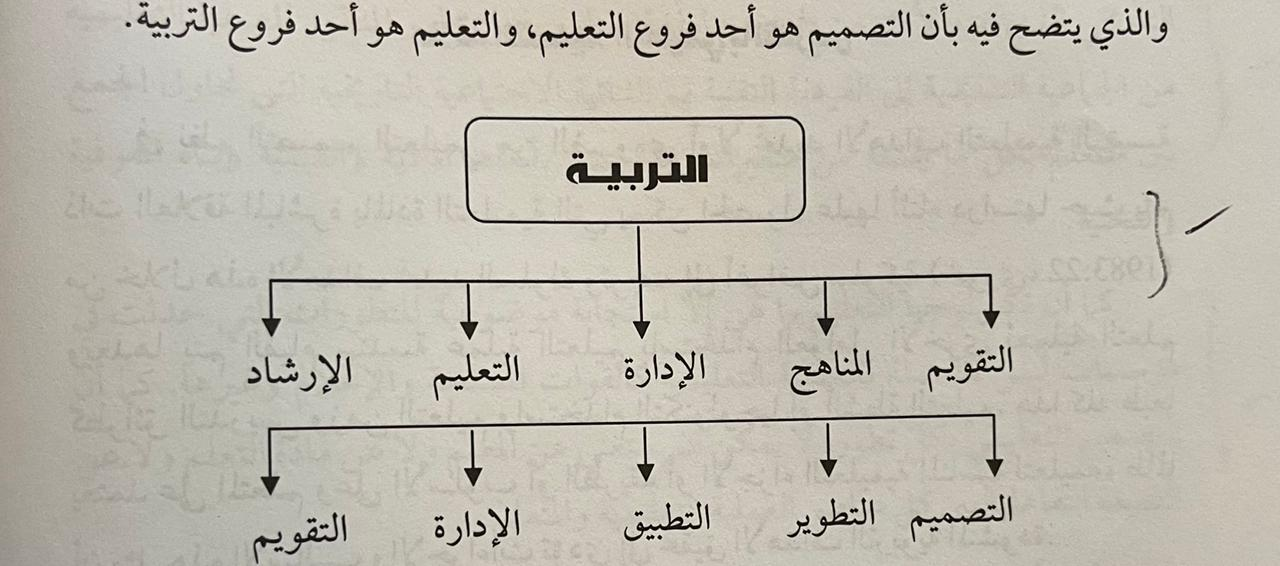 والذي يتضح فيه بأن التصميم هو أحد فروع التعليم، والتعليم هو أحد فروع التربية.
التربية
التقويم المناهج الإدارة التعليم الإرشاد
التصميم التطوير التطبيق الإدارة التقويم